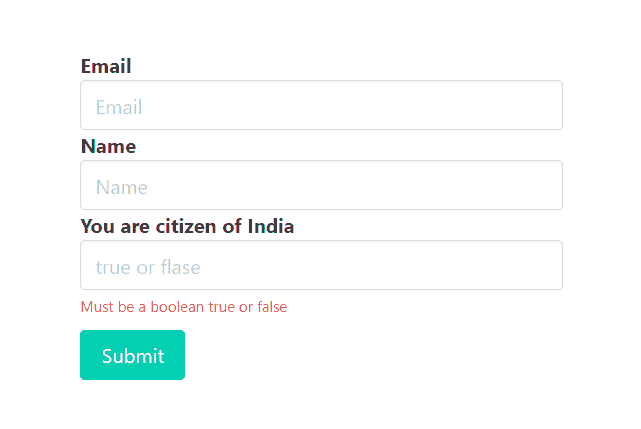 Email
Email
Name
Name
You are citizen of India
true or flase
Must be a boolean true or false
Submit